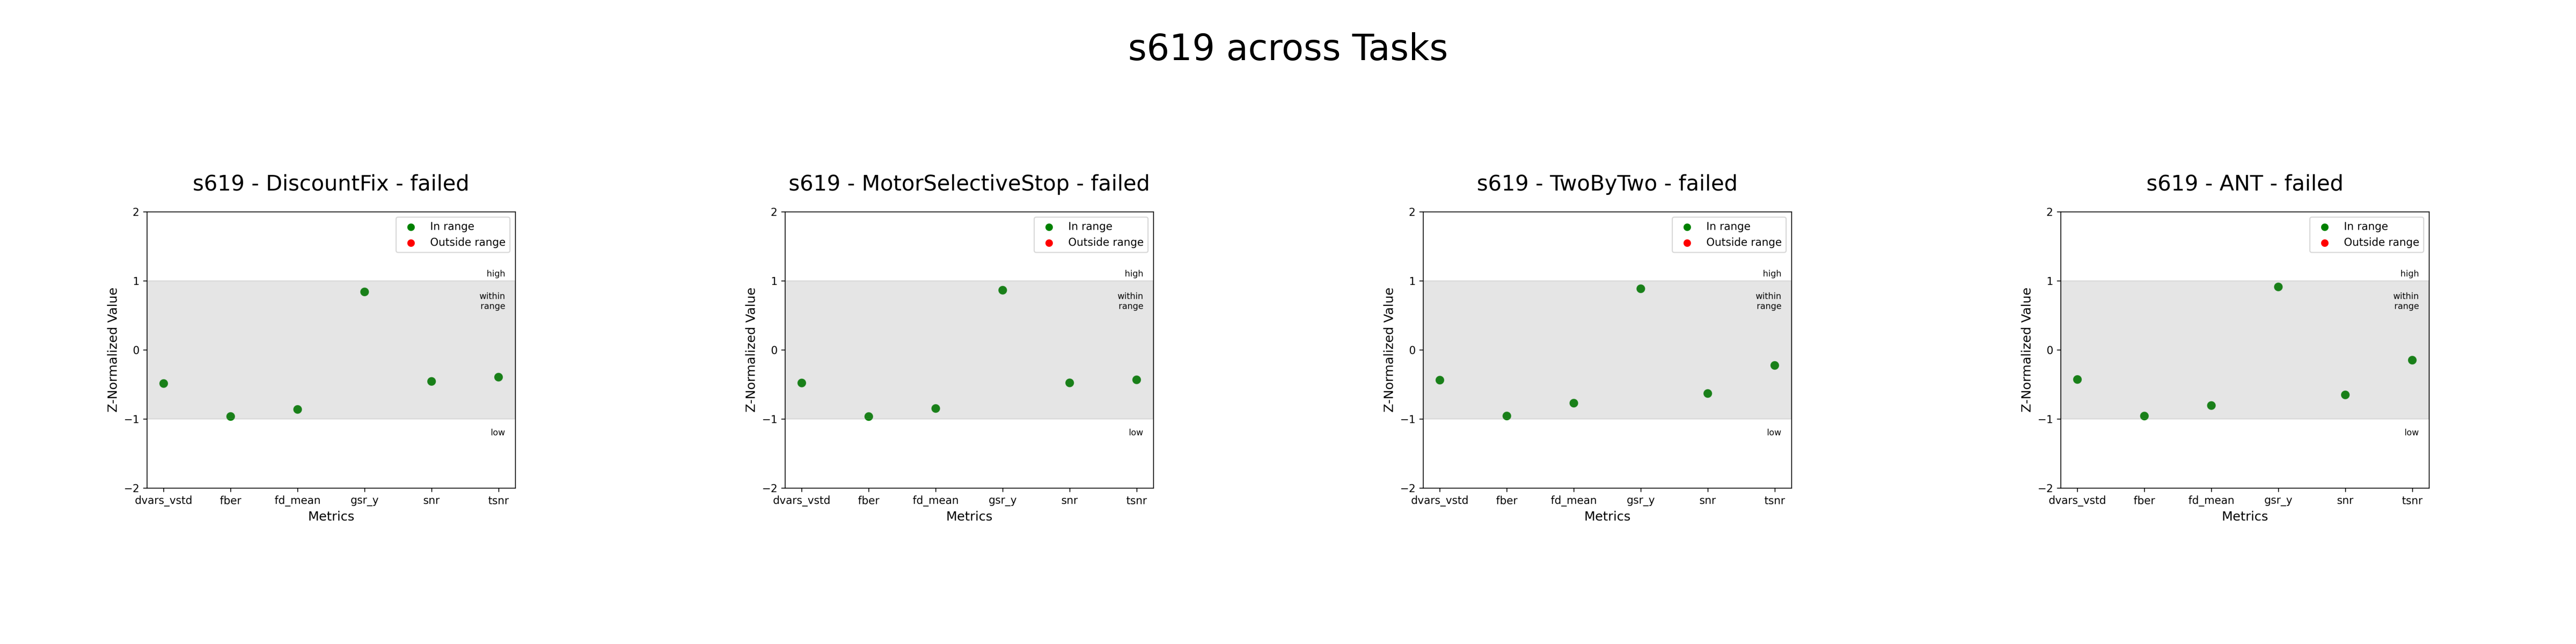 s619 across Tasks
s619 - DiscountFix - failed
2
1
0
−1
−2
Z-Normalized Value
In range
Outside range
high
within
range
low
dvars_vstd fber fd_mean gsr_y snr tsnr
Metrics
s619 - MotorSelectiveStop - failed
2
1
0
−1
−2
Z-Normalized Value
In range
Outside range
high
within
range
low
dvars_vstd fber fd_mean gsr_y snr tsnr
Metrics
s619 - TwoByTwo - failed
2
1
0
−1
−2
Z-Normalized Value
In range
Outside range
high
within
range
low
dvars_vstd fber fd_mean gsr_y snr tsnr
Metrics
s619 - ANT - failed
2
1
0
−1
−2
Z-Normalized Value
In range
Outside range
high
within
range
low
dvars_vstd fber fd_mean gsr_y snr tsnr
Metrics